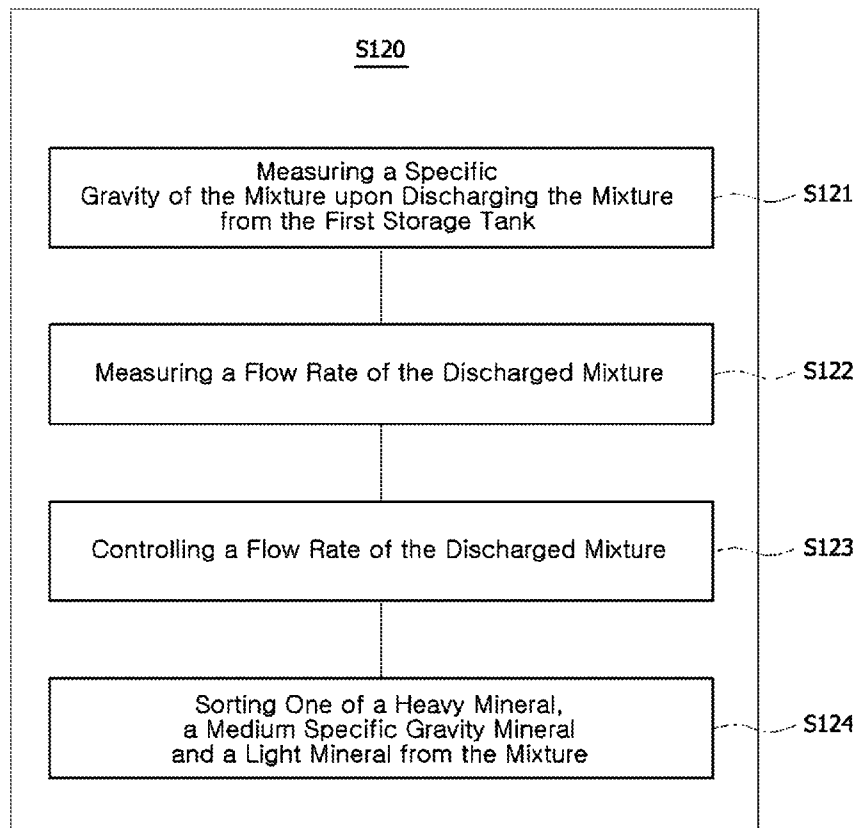 S120
Measuring a Specific
Gravity of the Mixture upon Discharging the Mixture
from the First Storage Tank
S121
Measuring a Flow Rate of the Discharged Mixture
S122
Controlling a Flow Rate of the Discharged Mixture
S123
Sorting One of a Heavy Mineral,
a Medium Specific Gravity Mineral
and a Light Mineral from the Mixture
S124